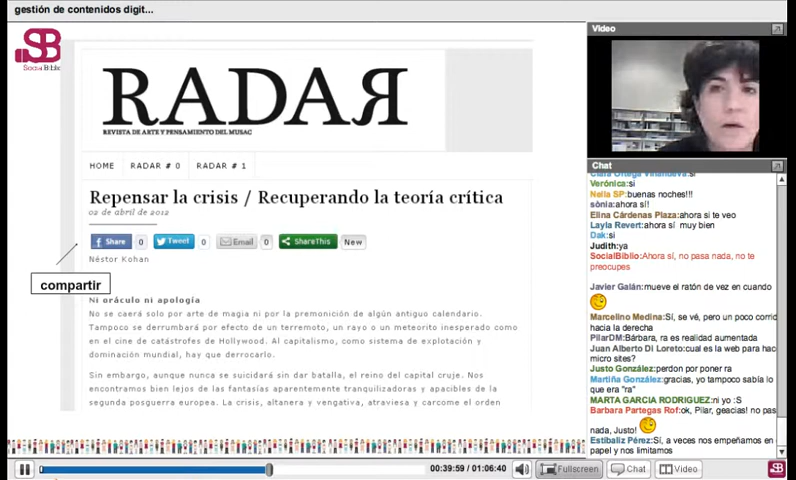 gestión de contenidos digit...
SB
SocialBiblio
RADAR
REVISTA DE ARTE Y PENSAMIENTO DEL MUSAC
HOME RADAR # 0 RADAR # 1
Repensar la crisis / Recuperando la teoría crítica
02 de abril de 2012
Share 0 Tweet 0 Email 0 ShareThis New
Néstor Kohan
compartir
Ni oráculo ni apología
No se caerá solo por arte de magia ni por la premonición de algún antiguo calendario.
Tampoco se derrumbará por efecto de un terremoto, un rayo o un meteorito inesperado como
en el cine de catástrofes de Hollywood. Al capitalismo, como sistema de explotación y
dominación mundial, hay que derrocarlo.
Sin embargo, aunque nunca se suicidará sin dar batalla, el reino del capital cruje. Nos
encontramos bien lejos de las fantasías aparentemente tranquilizadoras y apacibles de la
segunda posguerra europea. La crisis, altanera y vengativa, atraviesa y carcome el orden
Video
Chat
Clara Ortega Villanueva:si
Verónica:si
Nella SP:buenas noches!!!
sònia:ahora sí!
Elina Cárdenas Plaza:ahora si te veo
Layla Revert:ahora sí muy bien
Dak:si
Judith:ya
SocialBiblio:Ahora sí, no pasa nada, no te
preocupes
Javier Galán:mueve el ratón de vez en cuando
Marcelino Medina:Sí, se vé, pero un poco corrid
hacia la derecha
PilarDM:Bárbara, ra es realidad aumentada
Juan Alberto Di Loreto:cual es la web para hac
micro sites?
Justo González:perdon por poner ra
Martiña González:gracias, yo tampoco sabía lo
que era "ra"
MARTA GARCIA RODRIGUEZ:ni yo :S
Barbara Partegas Rof:ok, Pilar, geacias! no pas
nada, Justo!
Estibaliz Pérez:Sí, a veces nos empeñamos en
papel y nos limitamos
00:39:59 / 01:06:40 Fullscreen Chat Video SB